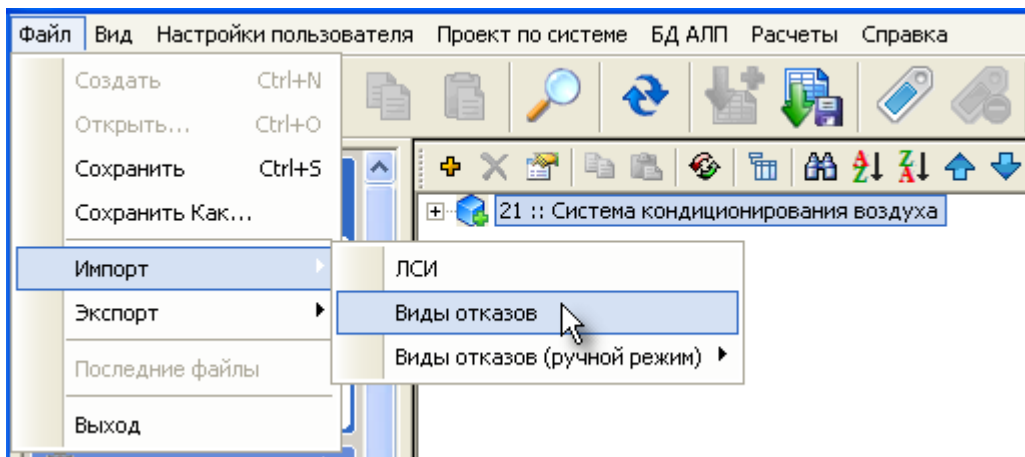 Файл Вид Настройки пользователя Проект по системе БД АЛП Расчеты Справка
Создать Ctrl+N
Открыть... Ctrl+O
Сохранить Ctrl+S
Сохранить Как...
21 :: Система кондиционирования воздуха
Импорт
ЛСИ
Экспорт
Виды отказов
Последние файлы
Виды отказов (ручной режим)
Выход